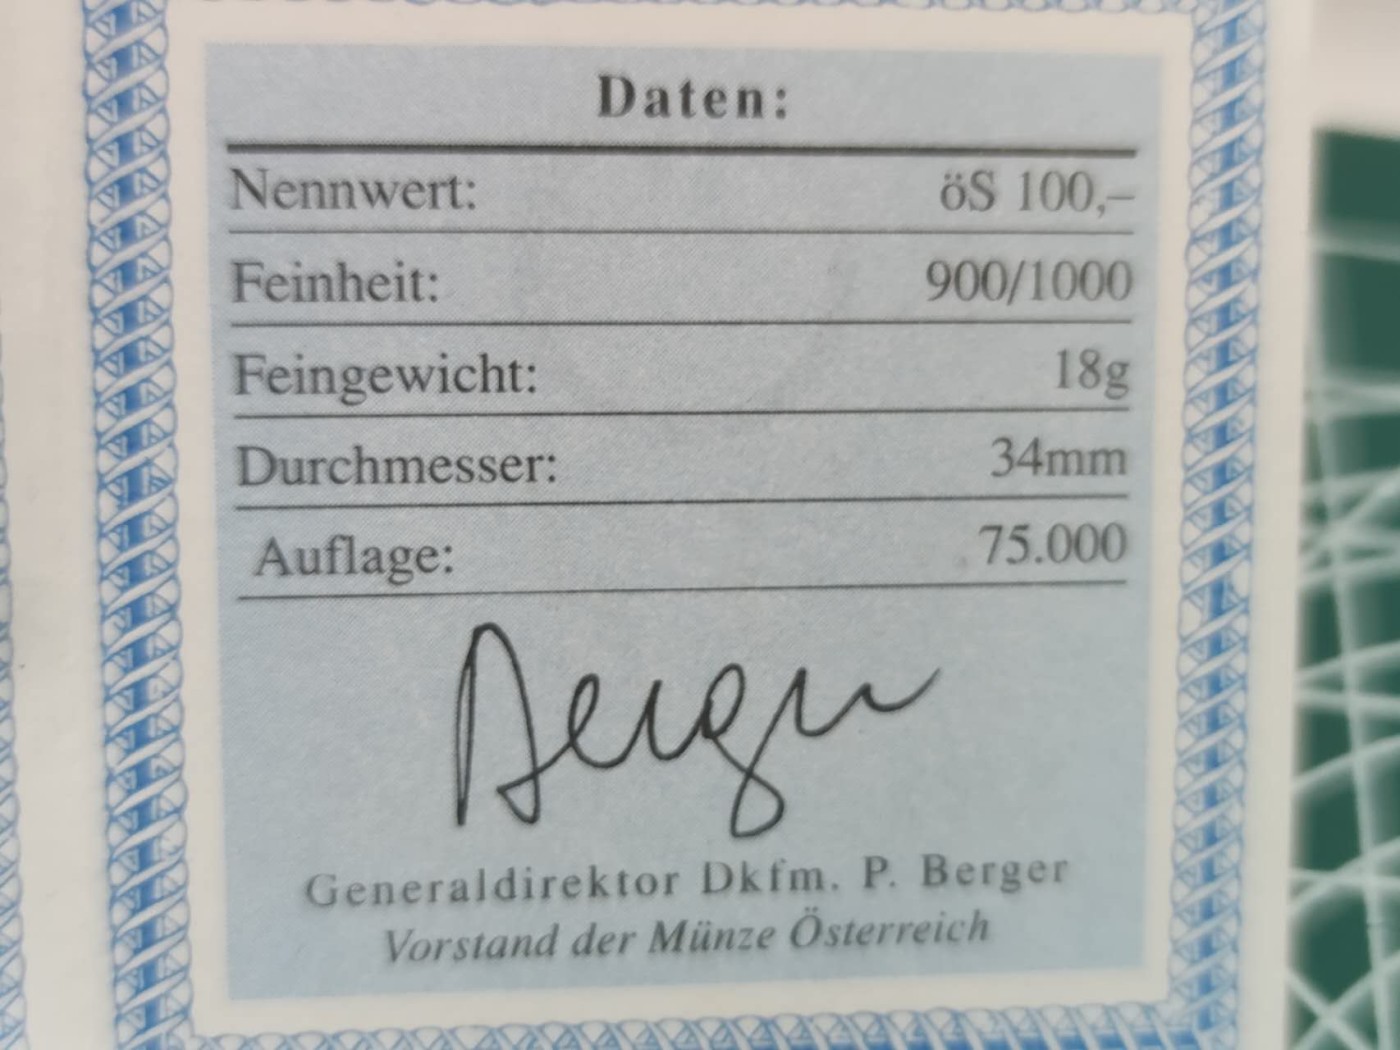 Daten:
Nennwert: öS 100,–
Feinheit: 900/1000
Feingewicht: 18g
Durchmesser: 34mm
Auflage: 75.000
Berger
Generaldirektor Dkfm. P. Berger
Vorstand der Münze Österreich